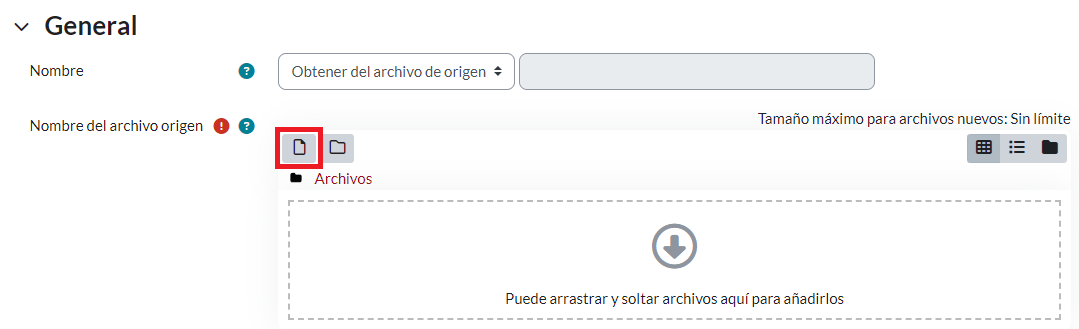 General
Nombre
Obtener del archivo de origen
Nombre del archivo origen
Tamaño máximo para archivos nuevos: Sin límite
Archivos
Puede arrastrar y soltar archivos aquí para añadirlos